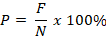 P = F/N x 100%